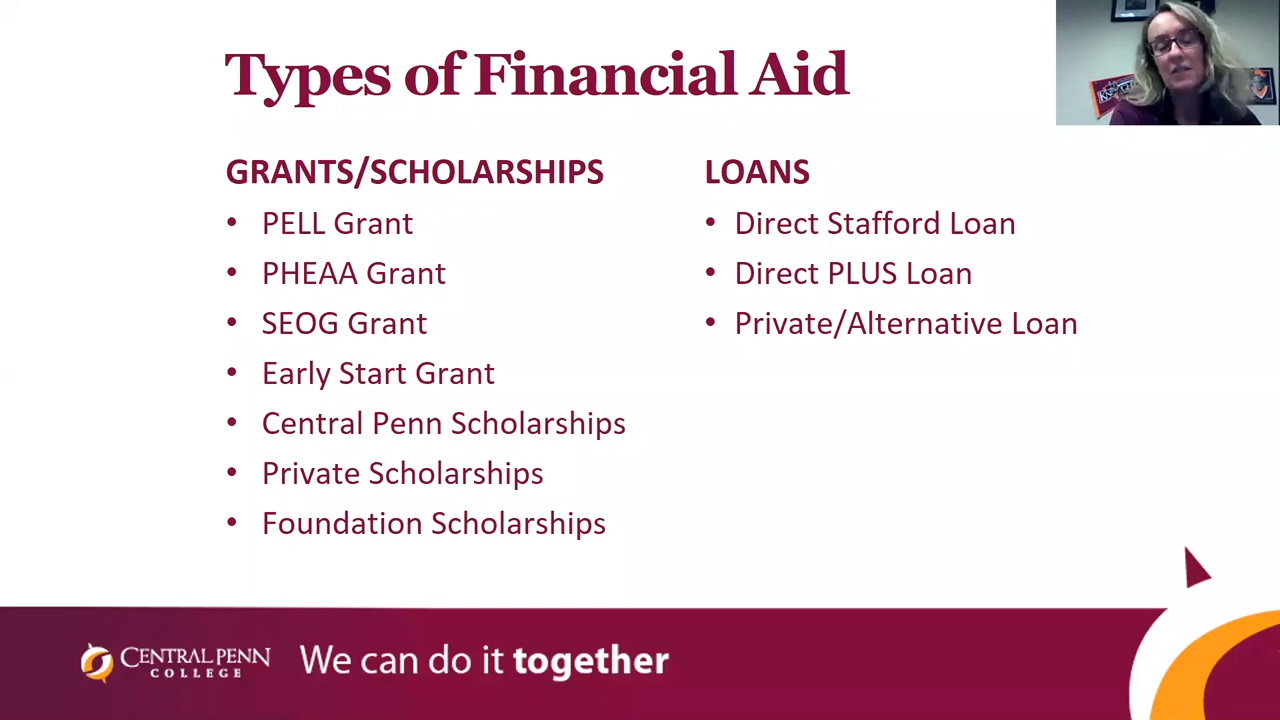 Types of Financial Aid
GRANTS/SCHOLARSHIPS
• PELL Grant
• PHEAA Grant
• SEOG Grant
• Early Start Grant
• Central Penn Scholarships
• Private Scholarships
• Foundation Scholarships
LOANS
• Direct Stafford Loan
• Direct PLUS Loan
• Private/Alternative Loan
CENTRAL PENN
COLLEGE
We can do it together